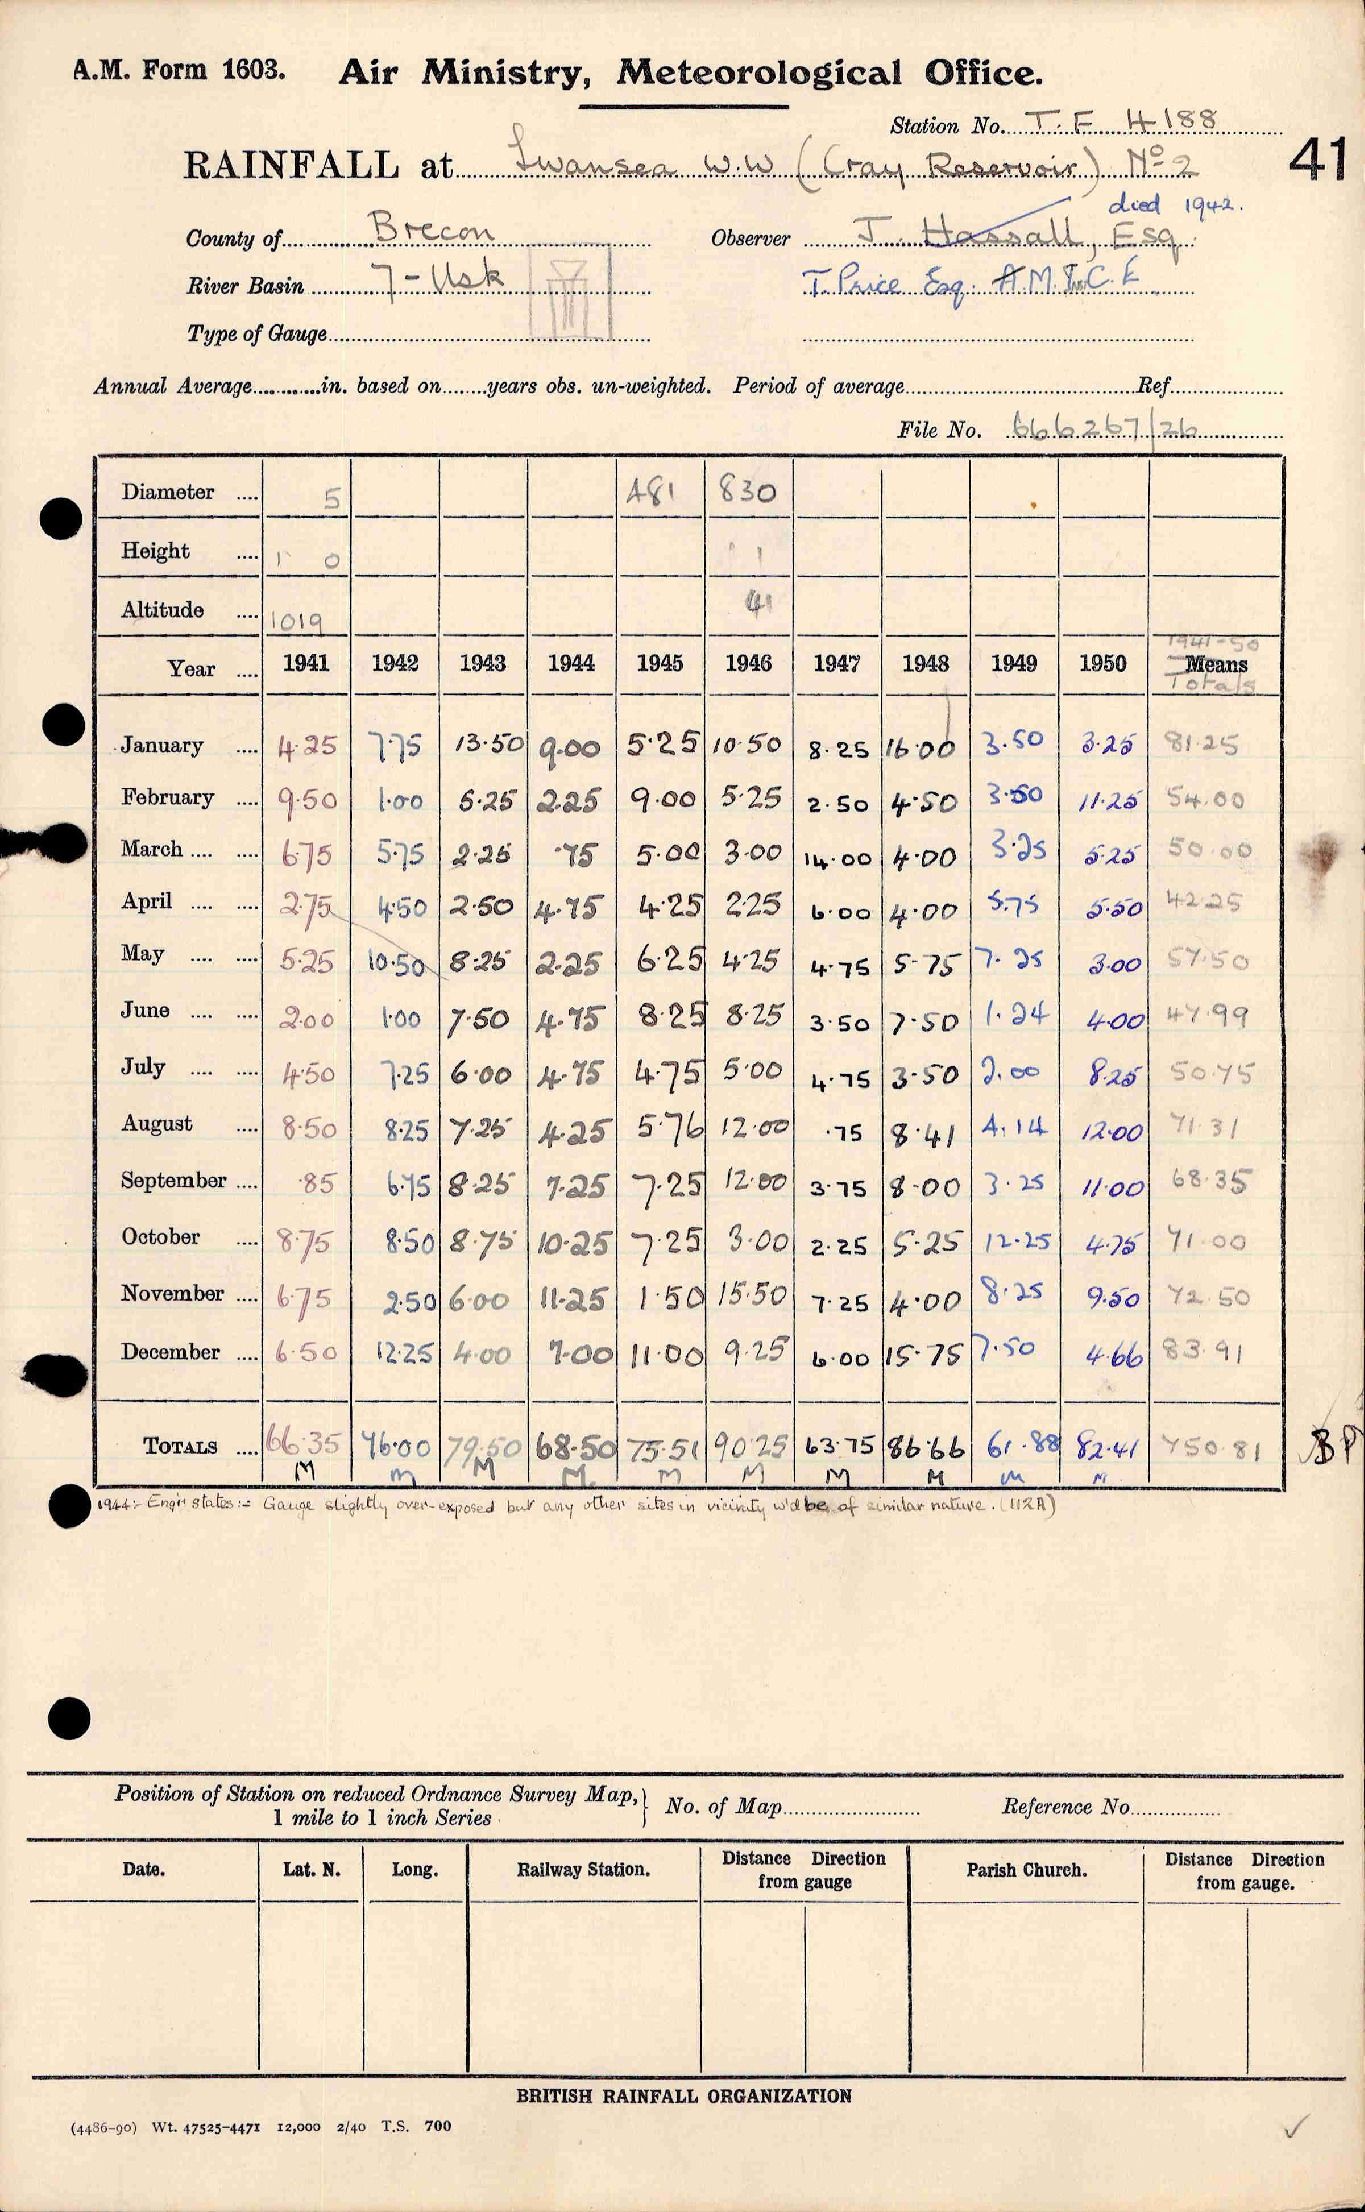 A.M. Form 1603. Air Ministry, Meteorological Office.
Station No. T.F 4188
41
RAINFALL at Swansea W.W (Cray Reservoir) No 2
died 1942.
County of Brecon Observer J. Hassall, Esq.
River Basin 7 - Usk T. Price Esq. A.M.I.C.E
Type of Gauge
Annual Average in. based on years obs. un-weighted. Period of average Ref.
File No. 666267/26
Diameter .... 5 481 830
Height .... 1 0 1
Altitude .... 1019 41
1941-50
Year .... 1941 1942 1943 1944 1945 1946 1947 1948 1949 1950 Means
Totals
January .... 4.25 7.75 13.50 9.00 5.25 10.50 8.25 16.00 3.50 3.25 81.25
February .... 9.50 1.00 5.25 2.25 9.00 5.25 2.50 4.50 3.50 11.25 54.00
March .... .... 6.75 5.75 2.25 .75 5.00 3.00 14.00 4.00 3.25 5.25 50.00
April .... .... 2.75 4.50 2.50 4.75 4.25 2.25 6.00 4.00 5.75 5.50 42.25
May .... .... 5.25 10.50 8.25 2.25 6.25 4.25 4.75 5.75 7.25 3.00 57.50
June .... .... 2.00 1.00 7.50 4.75 8.25 8.25 3.50 7.50 1.24 4.00 47.99
July .... .... 4.50 7.25 6.00 4.75 4.75 5.00 4.75 3.50 2.00 8.25 50.75
August .... 8.50 8.25 7.25 4.25 5.76 12.00 .75 8.41 4.14 12.00 71.31
September .... .85 6.75 8.25 7.25 7.25 12.00 3.75 8.00 3.25 11.00 68.35
October .... 8.75 8.50 8.75 10.25 7.25 3.00 2.25 5.25 12.25 4.75 71.00
November .... 6.75 2.50 6.00 11.25 1.50 15.50 7.25 4.00 8.25 9.50 72.50
December .... 6.50 12.25 4.00 7.00 11.00 9.25 6.00 15.75 7.50 4.66 83.91
TOTALS .... 66.35 76.00 79.50 68.50 75.51 90.25 63.75 86.66 61.88 82.41 750.81 BP
M M M M M M M M M M
1944:- Engr. states:- Gauge slightly over-exposed but any other sites in vicinity w'd be of similar nature. (112A)
Position of Station on reduced Ordnance Survey Map,
1 mile to 1 inch Series
No. of Map Reference No.
Date. Lat. N. Long. Railway Station. Distance Direction from gauge Parish Church. Distance Direction from gauge.
BRITISH RAINFALL ORGANIZATION
(4486-90) Wt. 47525-4471 12,000 2/40 T.S. 700